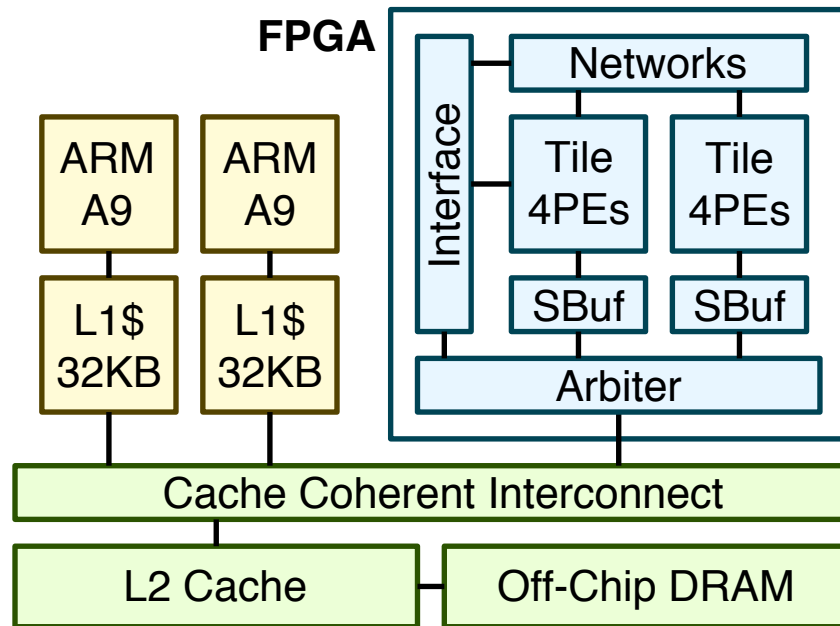 FPGA
Networks
Interface
ARM
A9
ARM
A9
Tile
4PEs
Tile
4PEs
L1$
32KB
L1$
32KB
SBuf
SBuf
Arbiter
Cache Coherent Interconnect
L2 Cache
Off-Chip DRAM